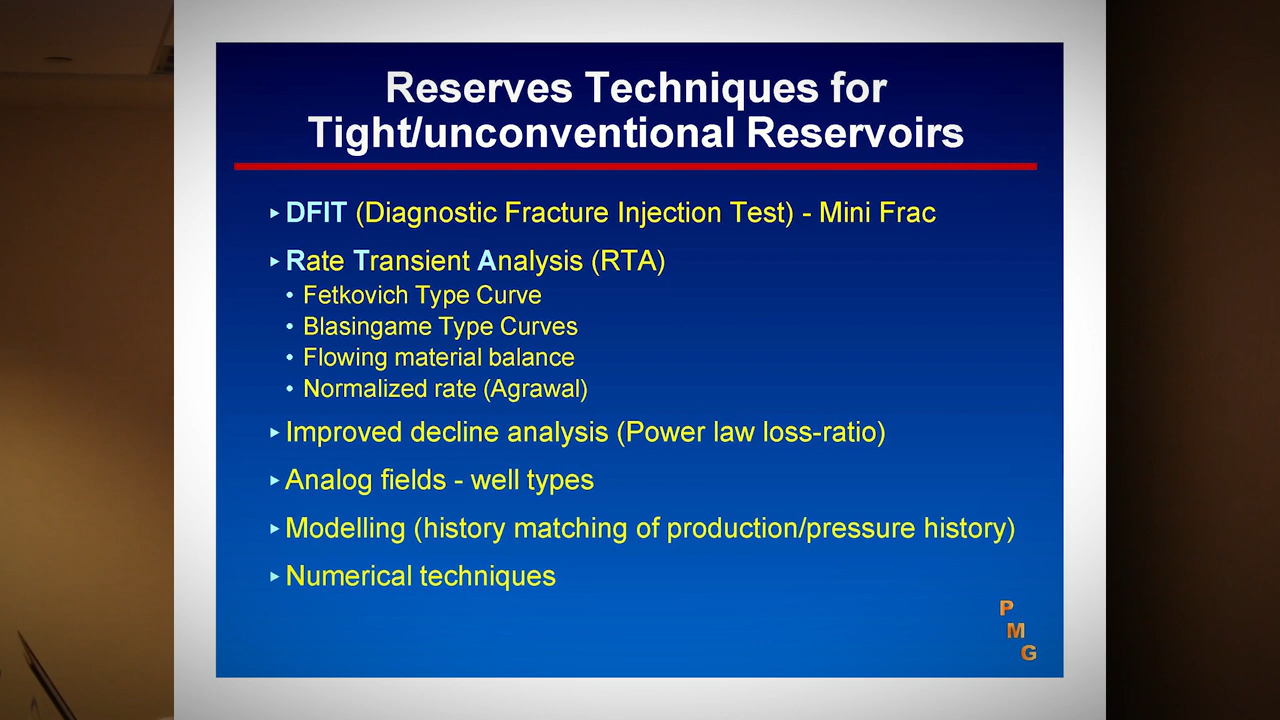 Reserves Techniques for
Tight/unconventional Reservoirs
▸ DFIT (Diagnostic Fracture Injection Test) - Mini Frac
▸ Rate Transient Analysis (RTA)
• Fetkovich Type Curve
• Blasingame Type Curves
• Flowing material balance
• Normalized rate (Agrawal)
▸ Improved decline analysis (Power law loss-ratio)
▸ Analog fields - well types
▸ Modelling (history matching of production/pressure history)
▸ Numerical techniques
P
M
G